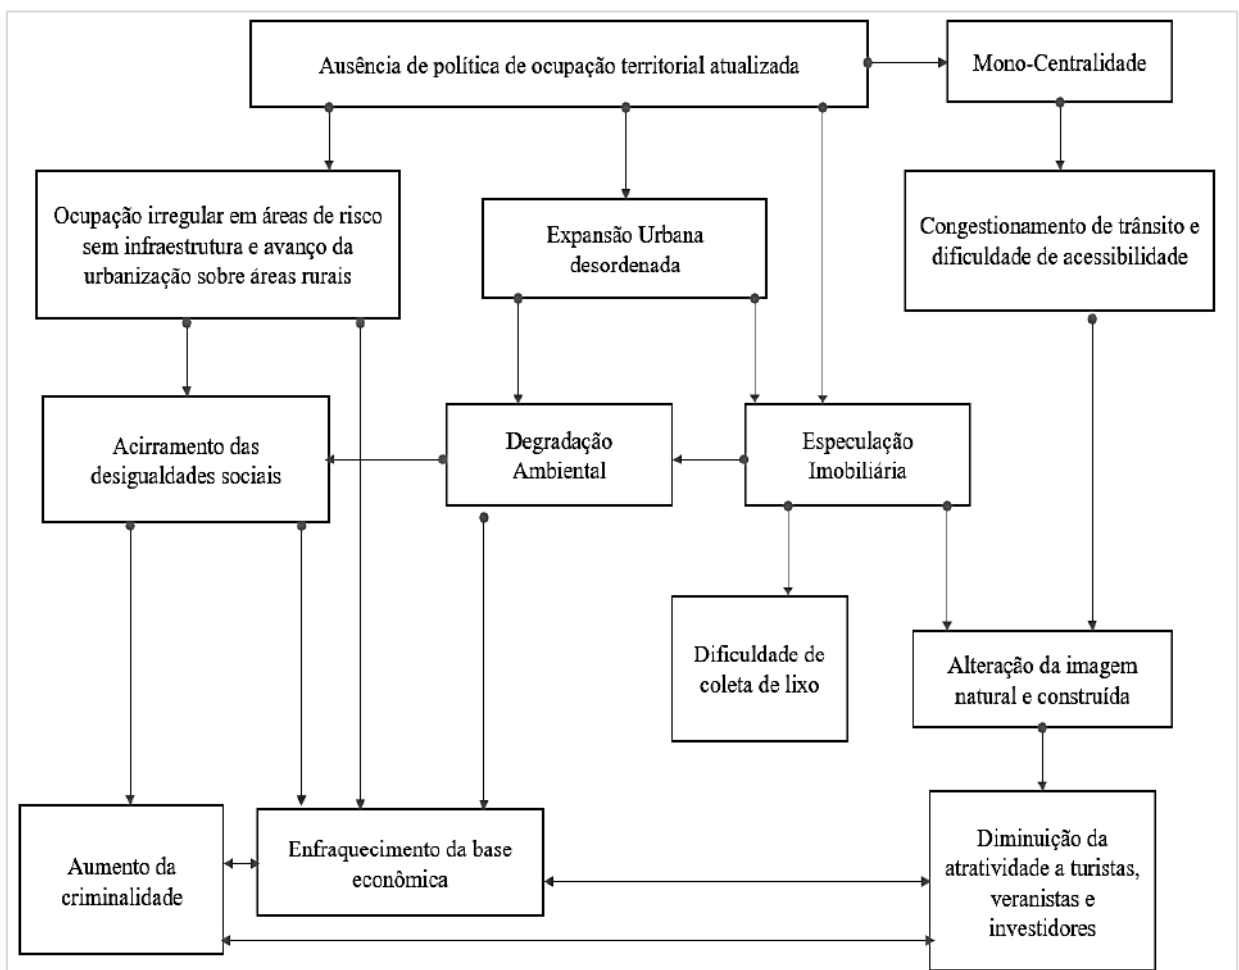 Ausência de política de ocupação territorial atualizada
Mono-Centralidade
Ocupação irregular em áreas de risco
sem infraestrutura e avanço da
urbanização sobre áreas rurais
Expansão Urbana
desordenada
Congestionamento de trânsito e
dificuldade de acessibilidade
Acirramento das
desigualdades sociais
Degradação
Ambiental
Especulação
Imobiliária
Dificuldade de
coleta de lixo
Alteração da imagem
natural e construída
Aumento da
criminalidade
Enfraquecimento da base
econômica
Diminuição da
atratividade a turistas,
veranistas e
investidores